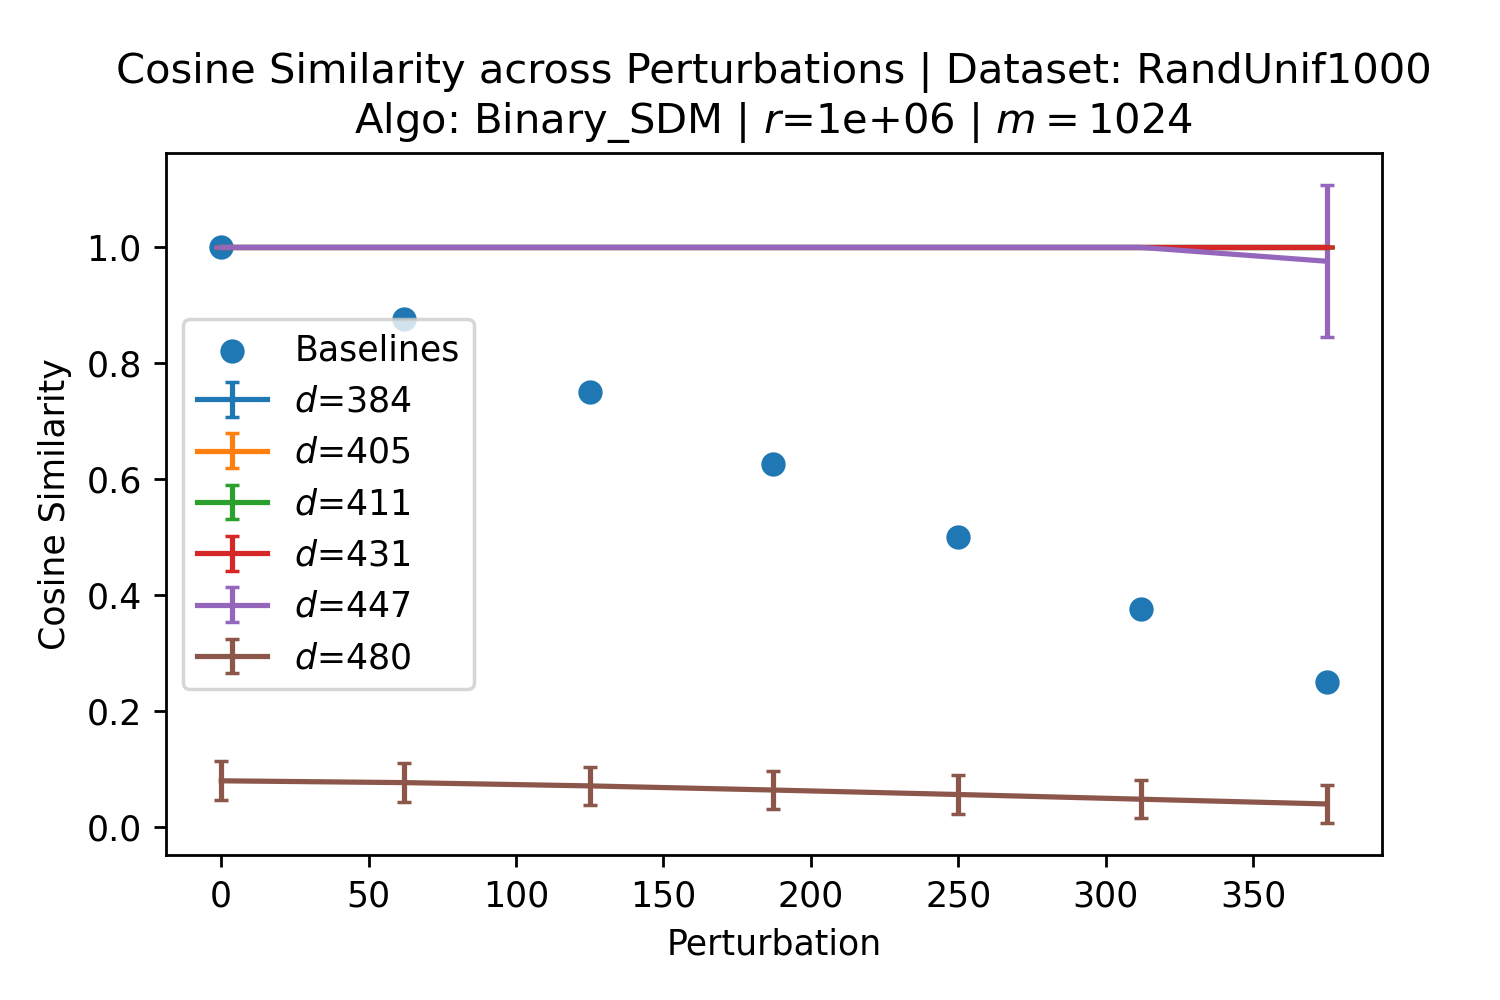 Cosine Similarity across Perturbations | Dataset: RandUnif1000
Algo: Binary_SDM | r=1e+06 | m = 1024
Cosine Similarity
1.0
0.8
0.6
0.4
0.2
0.0
Baselines
d=384
d=405
d=411
d=431
d=447
d=480
0 50 100 150 200 250 300 350
Perturbation